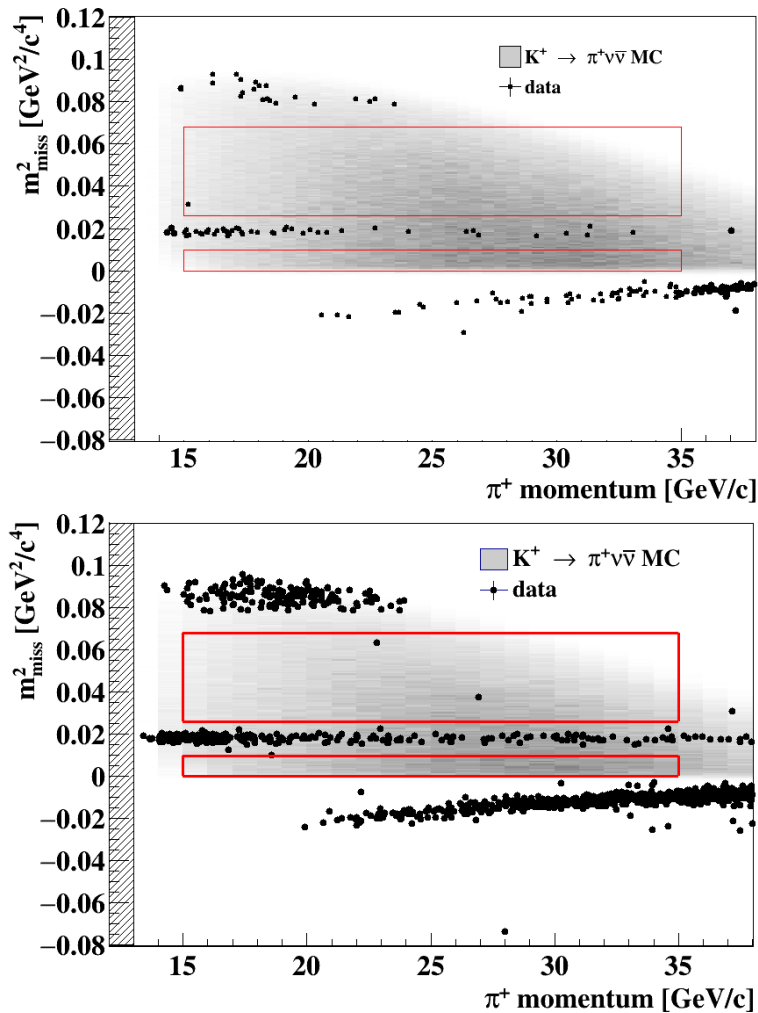 m²miss [GeV²/c⁴]
0.12
0.1
0.08
0.06
0.04
0.02
0
−0.02
−0.04
−0.06
−0.08
K⁺ → π⁺νν̅ MC
data
15 20 25 30 35
π⁺ momentum [GeV/c]
m²miss [GeV²/c⁴]
0.12
0.1
0.08
0.06
0.04
0.02
0
−0.02
−0.04
−0.06
−0.08
K⁺ → π⁺νν̅ MC
data
15 20 25 30 35
π⁺ momentum [GeV/c]